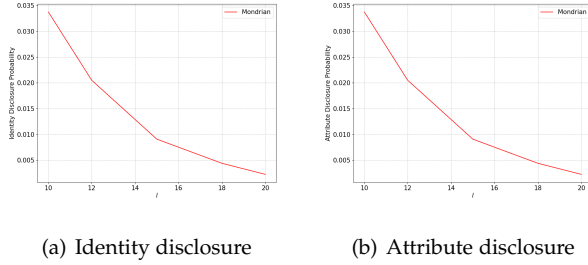 0.035
0.030
0.025
0.020
0.015
0.010
0.005
Identity Disclosure Probability
Mondrian
10 12 14 16 18 20
l
(a) Identity disclosure
0.035
0.030
0.025
0.020
0.015
0.010
0.005
Attribute Disclosure Probability
Mondrian
10 12 14 16 18 20
l
(b) Attribute disclosure